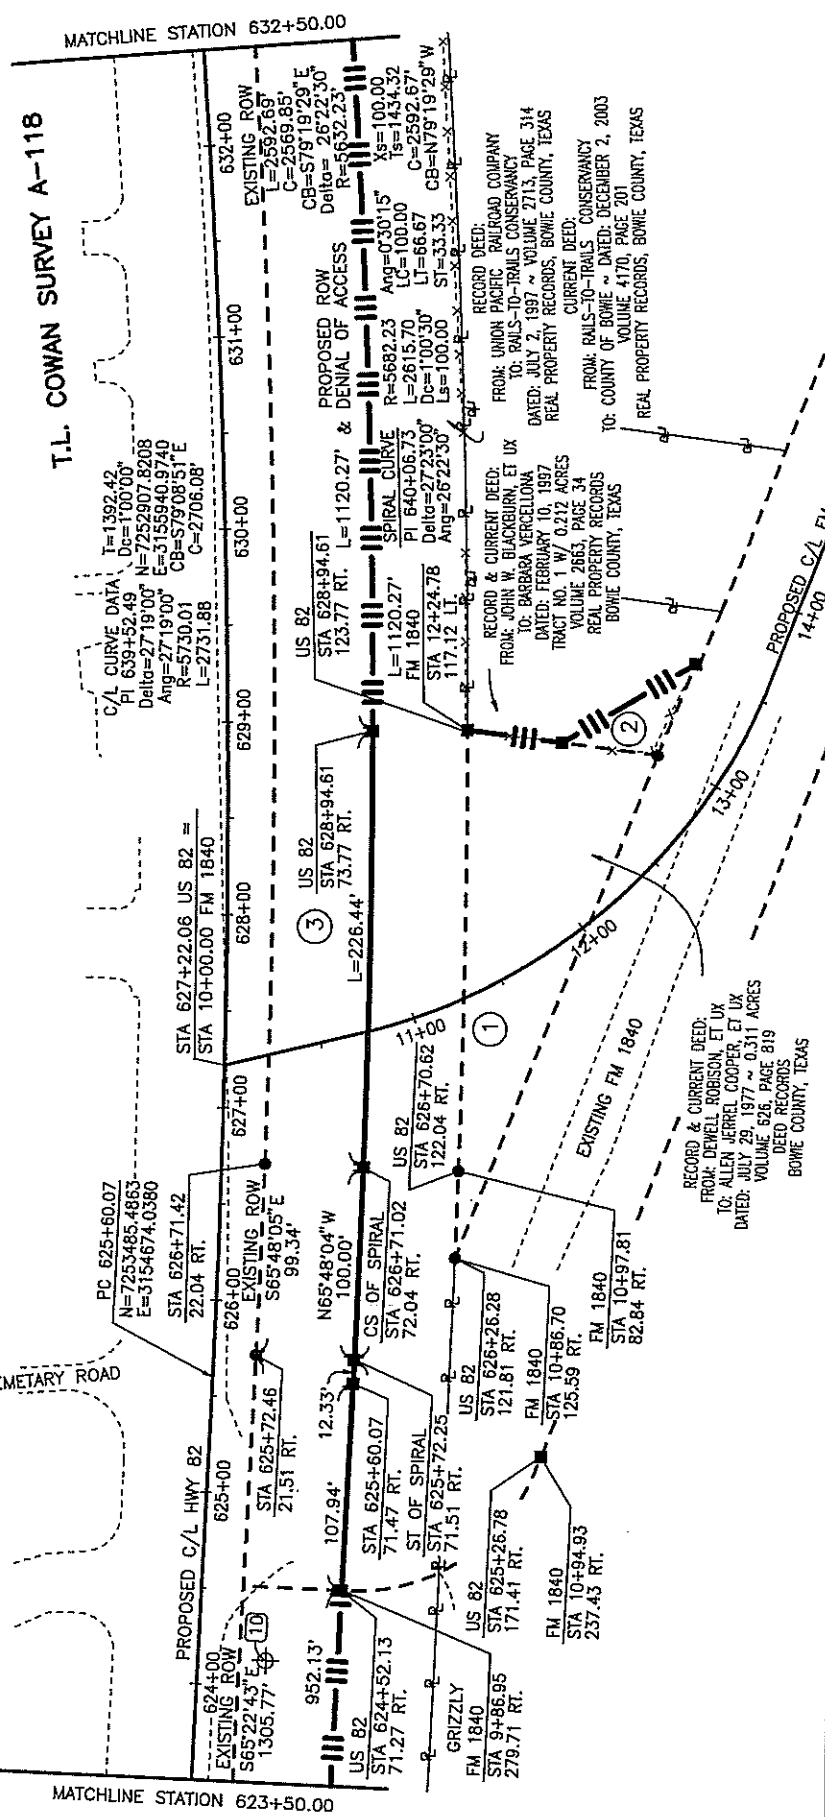 MATCHLINE STATION 632+50.00
T.L. COWAN SURVEY A-118
632+00
631+00
630+00
629+00
628+00
627+00
626+00
625+00
624+00
EXISTING ROW
L=2592.69'
C=2569.85'
CB=S79°19'29"E
Delta= 26°22'30"
R=5632.23'
C/L CURVE DATA
PI 639+52.49
Delta=27°19'00"
Ang=27°19'00"
R=5730.01
L=2731.88
T=1392.42
Dc=1°00'00"
N=7252907.8208
E=3155940.9740
CB=S79°08'51"E
C=2706.08'
PROPOSED ROW
& DENIAL OF ACCESS
L=1120.27'
SPIRAL CURVE
PI 640+06.73
Delta=27°23'00"
Ang=26°22'30"
R=5682.23
L=2615.70
Dc=1°00'30"
Ls=100.00
Ang=0°30'15"
LC=100.00
LT=66.67
ST=33.33
Xs=100.00
Ts=1434.32
C=2592.67'
CB=N79°19'29"W
US 82
STA 628+94.61
123.77 RT.
L=1120.27'
FM 1840
STA 12+24.78
117.12 LT
RECORD DEED:
FROM: UNION PACIFIC RAILROAD COMPANY
TO: RAILS-TO-TRAILS CONSERVANCY
DATED: JULY 2, 1997 ~ VOLUME 2713, PAGE 314
REAL PROPERTY RECORDS, BOWIE COUNTY, TEXAS
CURRENT DEED:
FROM: RAILS-TO-TRAILS CONSERVANCY
TO: COUNTY OF BOWIE ~ DATED: DECEMBER 2, 2003
VOLUME 4170, PAGE 201
REAL PROPERTY RECORDS, BOWIE COUNTY, TEXAS
RECORD & CURRENT DEED:
FROM: JOHN W. BLACKBURN, ET UX
TO: BARBARA VERCELLONA
DATED: FEBRUARY 10, 1997
TRACT NO. 1 W/ 0.212 ACRES
VOLUME 2663, PAGE 34
REAL PROPERTY RECORDS
BOWIE COUNTY, TEXAS
US 82
STA 628+94.61
73.77 RT.
3
L=226.44'
STA 627+22.06 US 82 =
STA 10+00.00 FM 1840
2
1
11+00
12+00
13+00
14+00
PROPOSED C/L FM
EXISTING FM 1840
RECORD & CURRENT DEED:
FROM: DEWELL ROBISON, ET UX
TO: ALLEN JERREL COOPER, ET UX
DATED: JULY 29, 1977 ~ 0.311 ACRES
VOLUME 626, PAGE 819
DEED RECORDS
BOWIE COUNTY, TEXAS
PC 625+60.07
N=7253485.4863
E=3154674.0380
STA 626+71.42
22.04 RT.
EXISTING ROW
S65°48'05"E
99.34'
N65°48'04"W
100.00'
CS OF SPIRAL
STA 626+71.02
72.04 RT.
US 82
STA 626+70.62
122.04 RT.
FM 1840
STA 10+97.81
82.84 RT.
US 82
STA 626+26.28
121.81 RT.
FM 1840
STA 10+86.70
125.59 RT.
METARY ROAD
PROPOSED C/L HWY 82
STA 625+72.46
21.51 RT.
12.33'
107.94'
STA 625+60.07
71.47 RT.
ST OF SPIRAL
STA 625+72.25
71.51 RT.
US 82
STA 625+26.78
171.41 RT.
FM 1840
STA 10+94.93
237.43 RT.
EXISTING ROW
S65°22'43"E
1305.77'
10
952.13'
US 82
STA 624+52.13
71.27 RT.
GRIZZLY
FM 1840
STA 9+86.95
279.71 RT.
MATCHLINE STATION 623+50.00